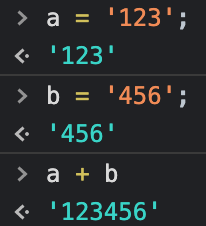 > a = '123';
<· '123'
> b = '456';
<· '456'
> a + b
<· '123456'